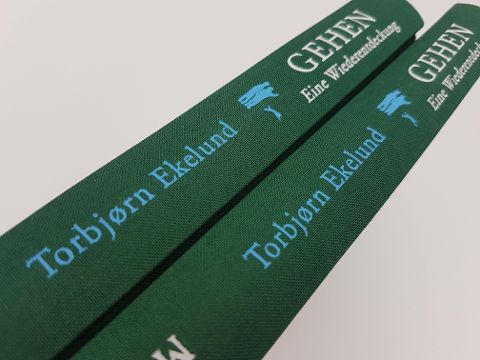 Torbjørn Ekelund
GEHEN
Eine Wiederentdeckung
Torbjørn Ekelund
GEHEN